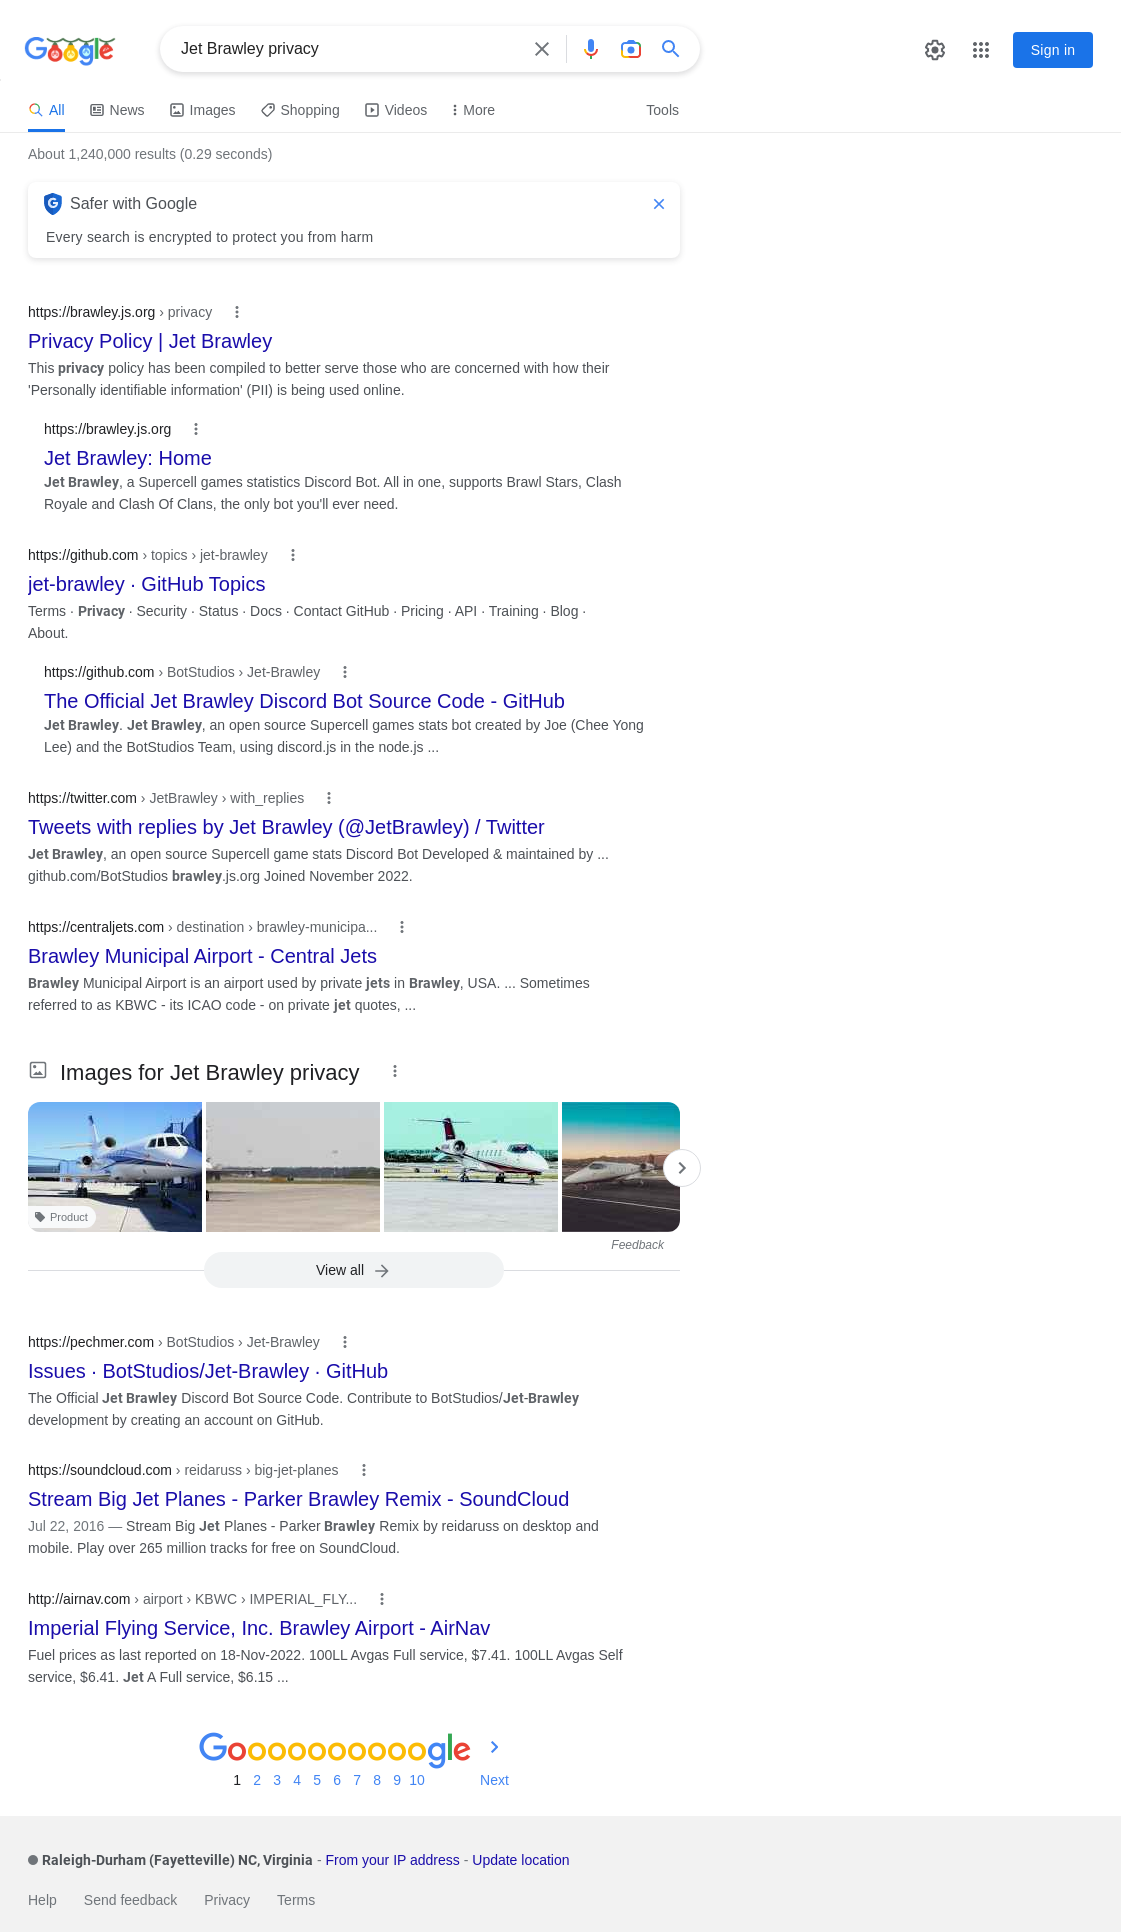 Google
Jet Brawley privacy
Sign in
All News Images Shopping Videos More Tools
About 1,240,000 results (0.29 seconds)
Safer with Google
Every search is encrypted to protect you from harm
https://brawley.js.org › privacy
Privacy Policy | Jet Brawley
This privacy policy has been compiled to better serve those who are concerned with how their
'Personally identifiable information' (PII) is being used online.
https://brawley.js.org
Jet Brawley: Home
Jet Brawley, a Supercell games statistics Discord Bot. All in one, supports Brawl Stars, Clash
Royale and Clash Of Clans, the only bot you'll ever need.
https://github.com › topics › jet-brawley
jet-brawley · GitHub Topics
Terms · Privacy · Security · Status · Docs · Contact GitHub · Pricing · API · Training · Blog ·
About.
https://github.com › BotStudios › Jet-Brawley
The Official Jet Brawley Discord Bot Source Code - GitHub
Jet Brawley. Jet Brawley, an open source Supercell games stats bot created by Joe (Chee Yong
Lee) and the BotStudios Team, using discord.js in the node.js ...
https://twitter.com › JetBrawley › with_replies
Tweets with replies by Jet Brawley (@JetBrawley) / Twitter
Jet Brawley, an open source Supercell game stats Discord Bot Developed & maintained by ...
github.com/BotStudios brawley.js.org Joined November 2022.
https://centraljets.com › destination › brawley-municipa...
Brawley Municipal Airport - Central Jets
Brawley Municipal Airport is an airport used by private jets in Brawley, USA. ... Sometimes
referred to as KBWC - its ICAO code - on private jet quotes, ...
Images for Jet Brawley privacy
Product
Feedback
View all
https://pechmer.com › BotStudios › Jet-Brawley
Issues · BotStudios/Jet-Brawley · GitHub
The Official Jet Brawley Discord Bot Source Code. Contribute to BotStudios/Jet-Brawley
development by creating an account on GitHub.
https://soundcloud.com › reidaruss › big-jet-planes
Stream Big Jet Planes - Parker Brawley Remix - SoundCloud
Jul 22, 2016 — Stream Big Jet Planes - Parker Brawley Remix by reidaruss on desktop and
mobile. Play over 265 million tracks for free on SoundCloud.
http://airnav.com › airport › KBWC › IMPERIAL_FLY...
Imperial Flying Service, Inc. Brawley Airport - AirNav
Fuel prices as last reported on 18-Nov-2022. 100LL Avgas Full service, $7.41. 100LL Avgas Self
service, $6.41. Jet A Full service, $6.15 ...
Goooooooooogle
1 2 3 4 5 6 7 8 9 10 Next
Raleigh-Durham (Fayetteville) NC, Virginia - From your IP address - Update location
Help Send feedback Privacy Terms